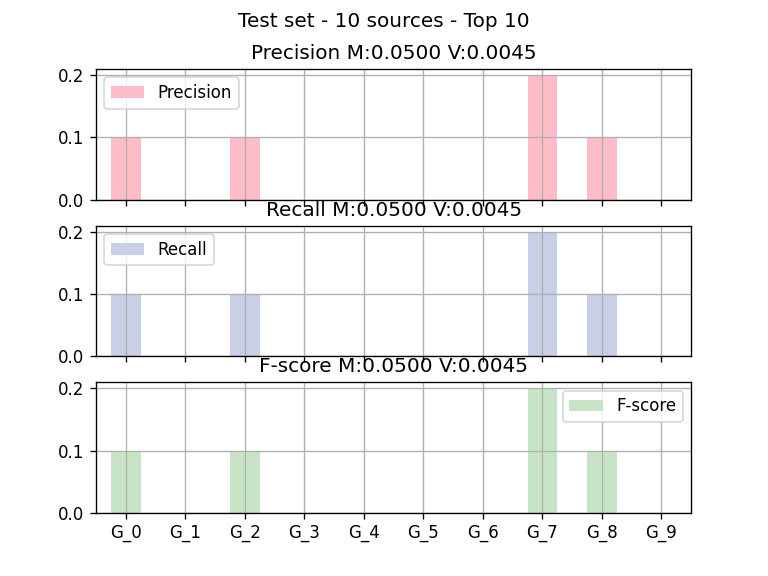 Test set - 10 sources - Top 10
Precision M:0.0500 V:0.0045
0.2
0.1
0.0
Precision
Recall M:0.0500 V:0.0045
0.2
0.1
0.0
Recall
F-score M:0.0500 V:0.0045
0.2
0.1
0.0
F-score
G_0 G_1 G_2 G_3 G_4 G_5 G_6 G_7 G_8 G_9